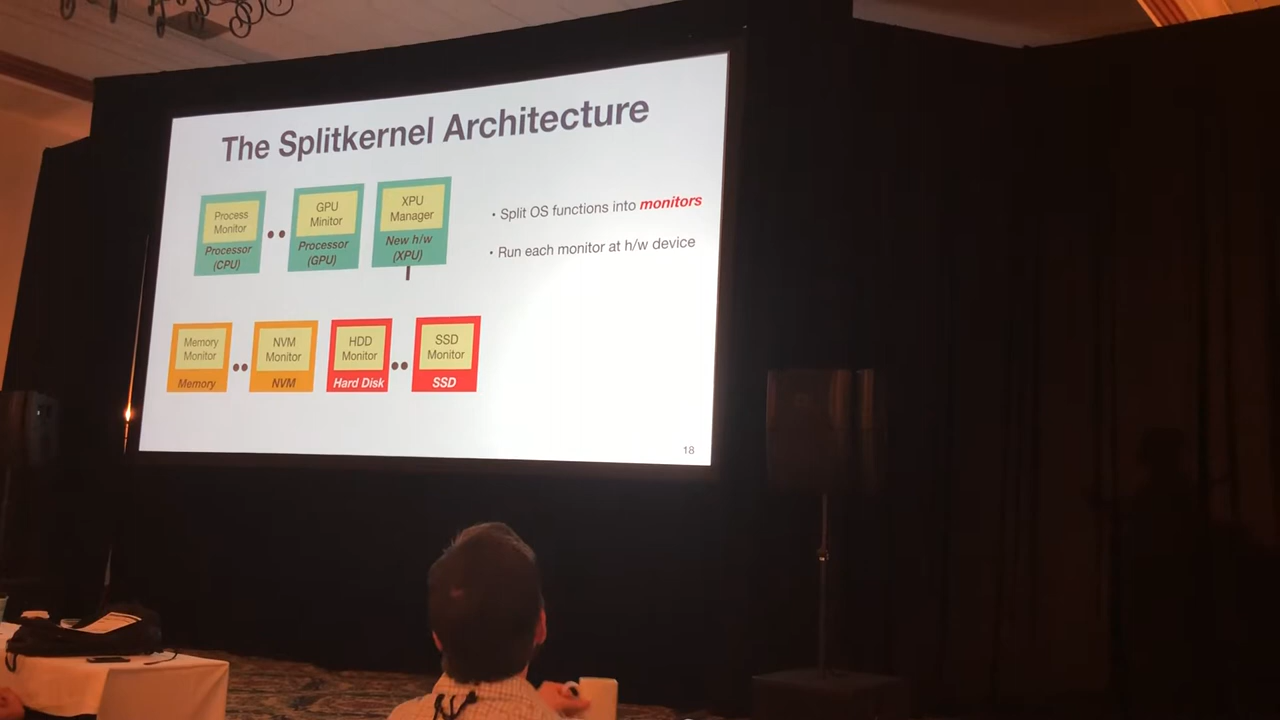 The Splitkernel Architecture
Process
Monitor
Processor
(CPU)
GPU
Minitor
Processor
(GPU)
XPU
Manager
New h/w
(XPU)
• Split OS functions into monitors
• Run each monitor at h/w device
Memory
Monitor
Memory
NVM
Monitor
NVM
HDD
Monitor
Hard Disk
SSD
Monitor
SSD
18